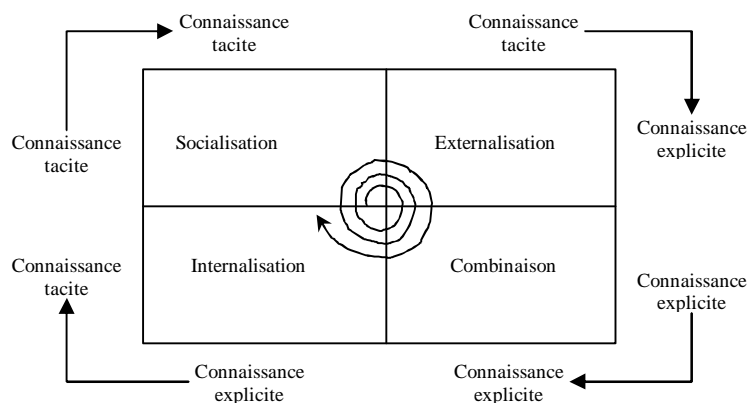 Connaissance
tacite
Connaissance
tacite
Connaissance
tacite
Socialisation
Externalisation
Connaissance
explicite
Connaissance
tacite
Internalisation
Combinaison
Connaissance
explicite
Connaissance
explicite
Connaissance
explicite